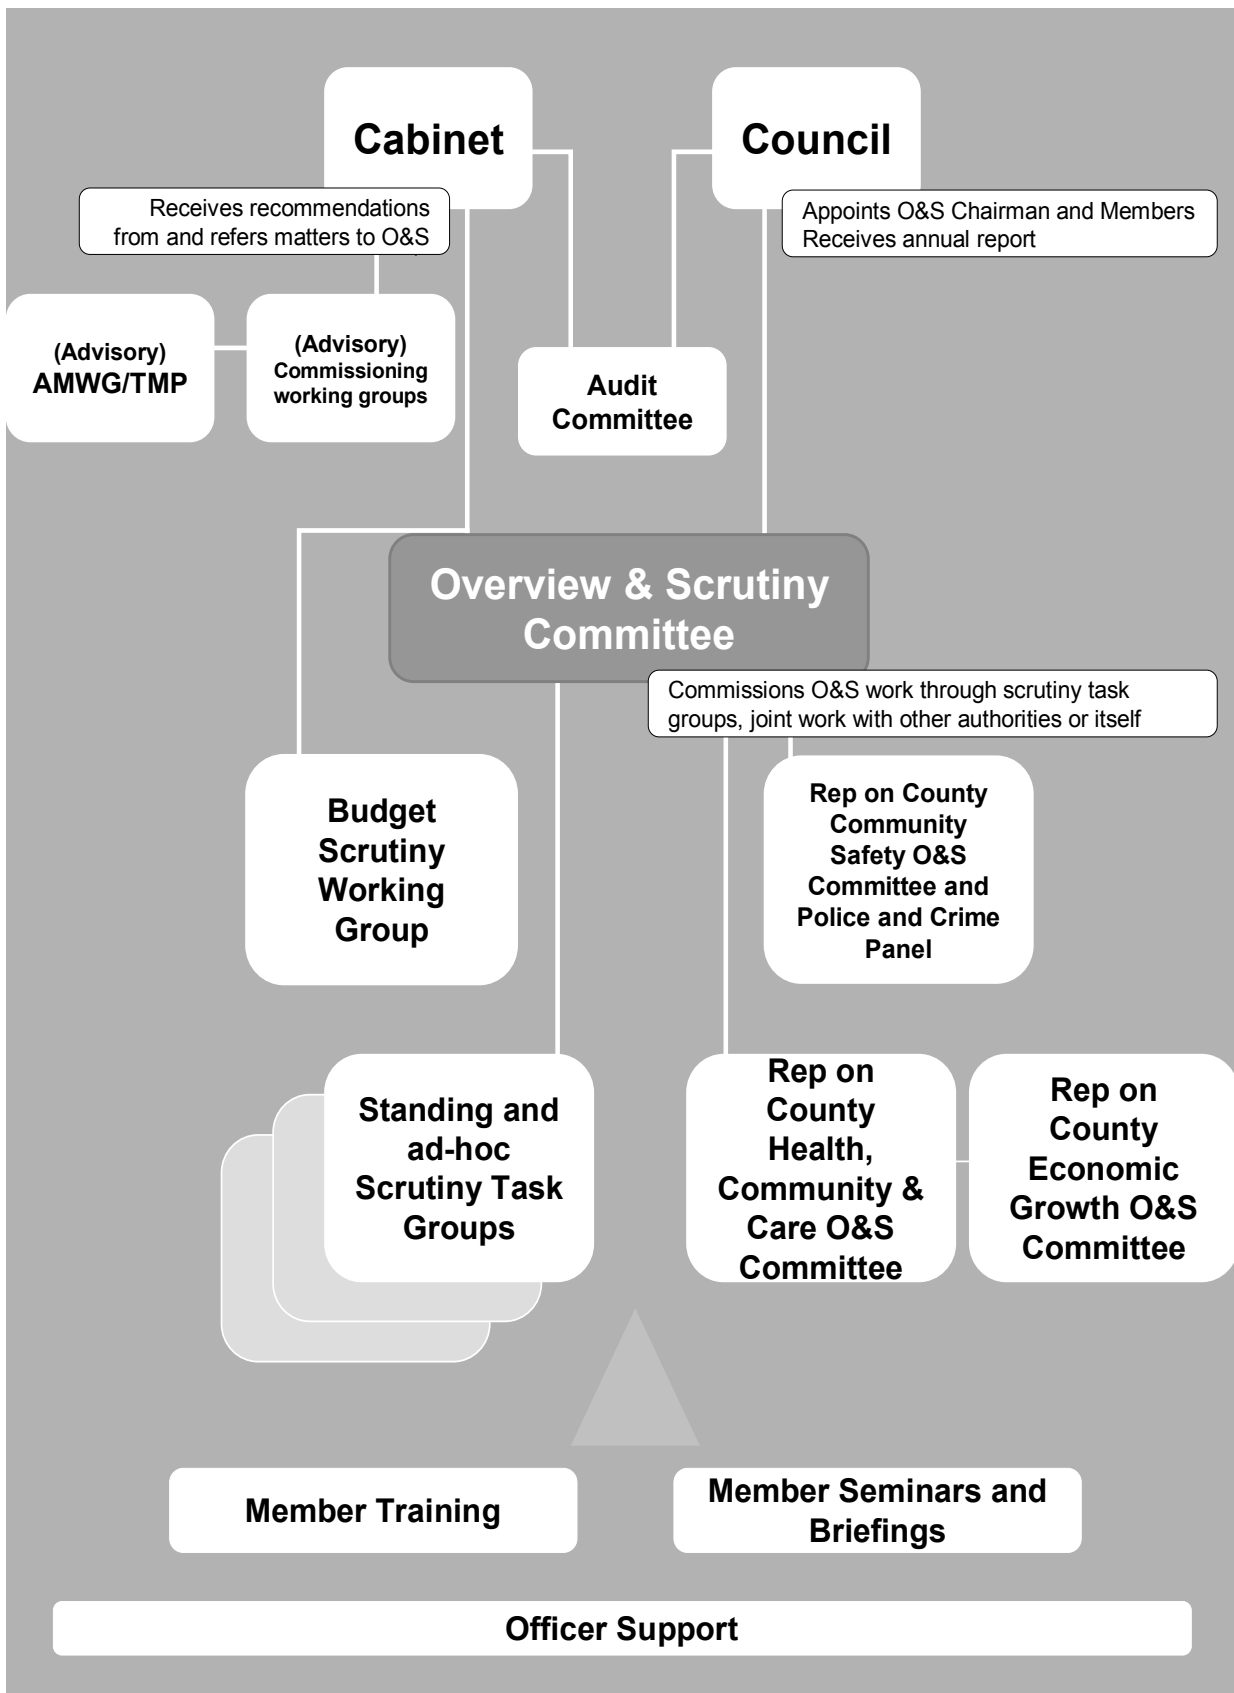 Cabinet
Council
Receives recommendations
from and refers matters to O&S
Appoints O&S Chairman and Members
Receives annual report
(Advisory)
AMWG/TMP
(Advisory)
Commissioning
working groups
Audit
Committee
Overview & Scrutiny
Committee
Commissions O&S work through scrutiny task
groups, joint work with other authorities or itself
Budget
Scrutiny
Working
Group
Rep on County
Community
Safety O&S
Committee and
Police and Crime
Panel
Standing and
ad-hoc
Scrutiny Task
Groups
Rep on
County
Health,
Community &
Care O&S
Committee
Rep on
County
Economic
Growth O&S
Committee
Member Training
Member Seminars and
Briefings
Officer Support